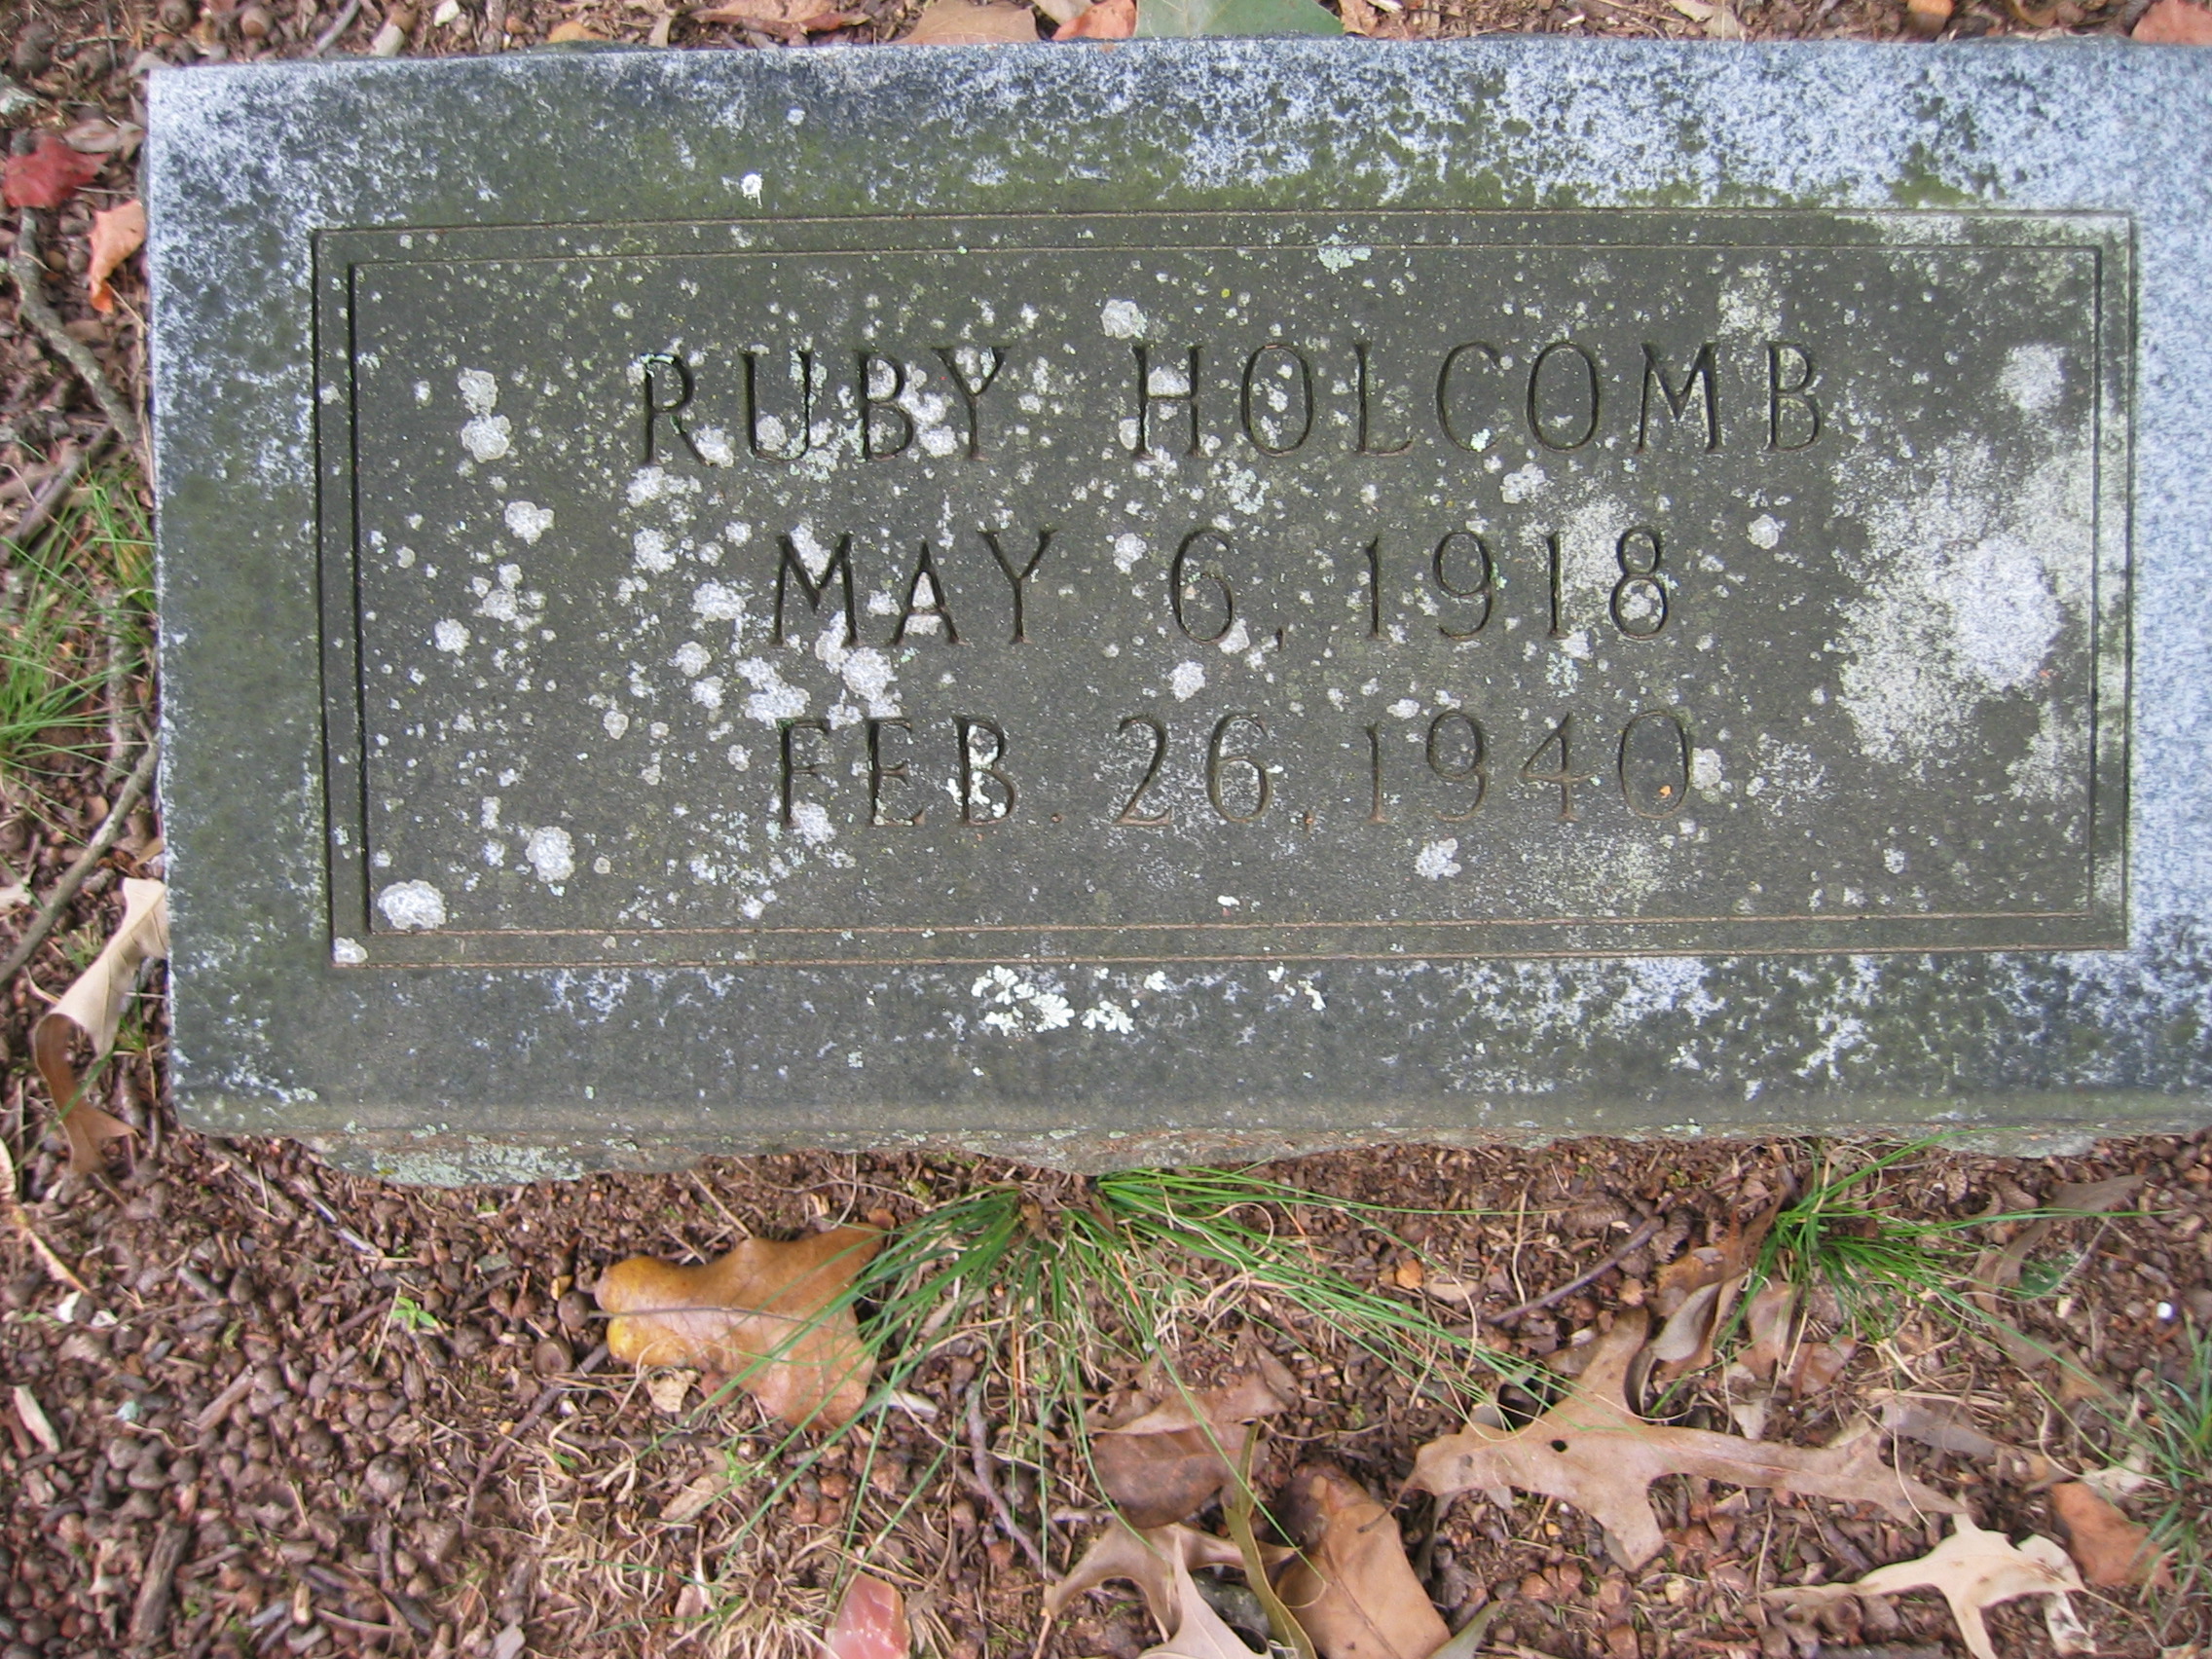 RUBY HOLCOMB
MAY 6, 1918
FEB. 26, 1940